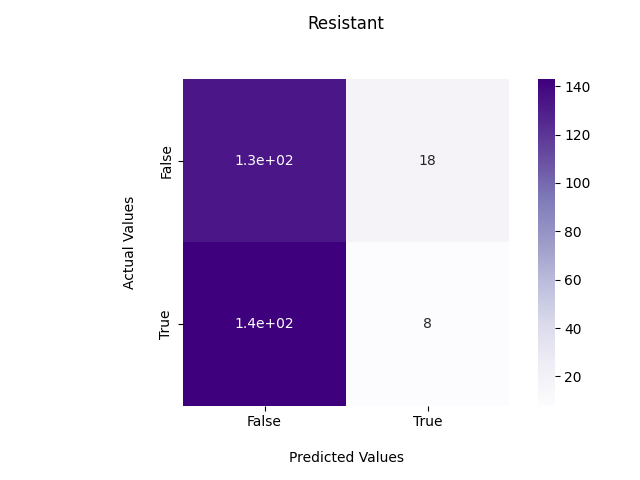 Resistant
140
120
100
80
60
40
20
Actual Values
False
1.3e+02 18
True
1.4e+02 8
False True
Predicted Values